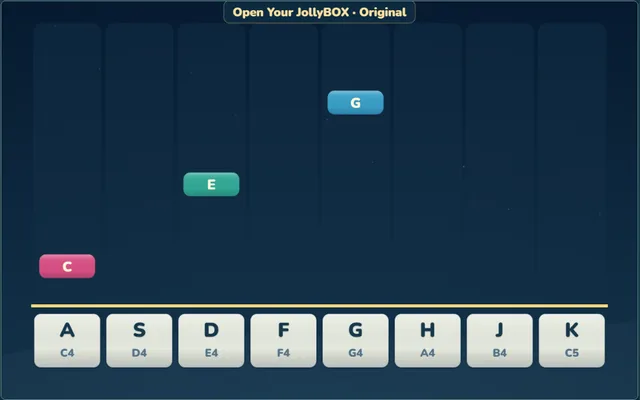 Open Your JollyBOX · Original
G
E
C
A S D F G H J K
C4 D4 E4 F4 G4 A4 B4 C5